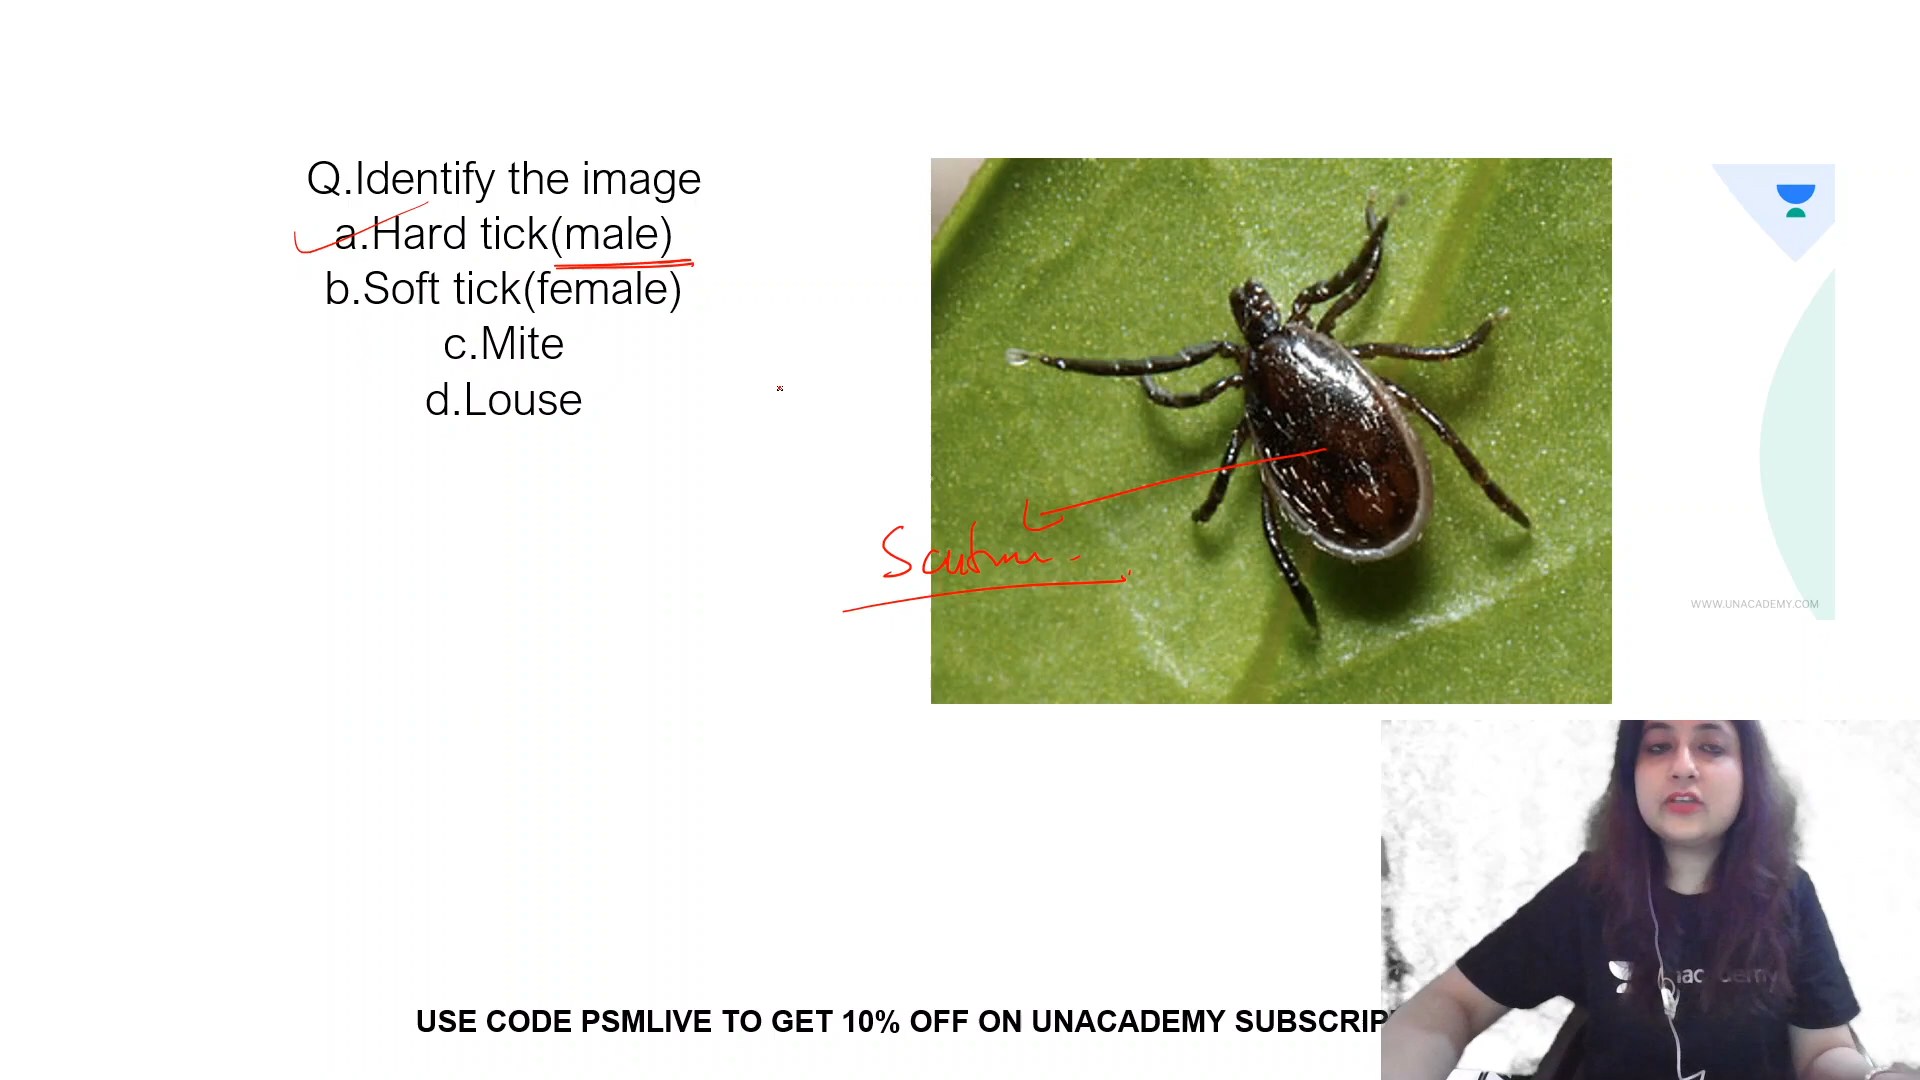 Q.Identify the image
a.Hard tick(male)
b.Soft tick(female)
c.Mite
d.Louse
WWW.UNACADEMY.COM
USE CODE PSMLIVE TO GET 10% OFF ON UNACADEMY SUBSCRIP